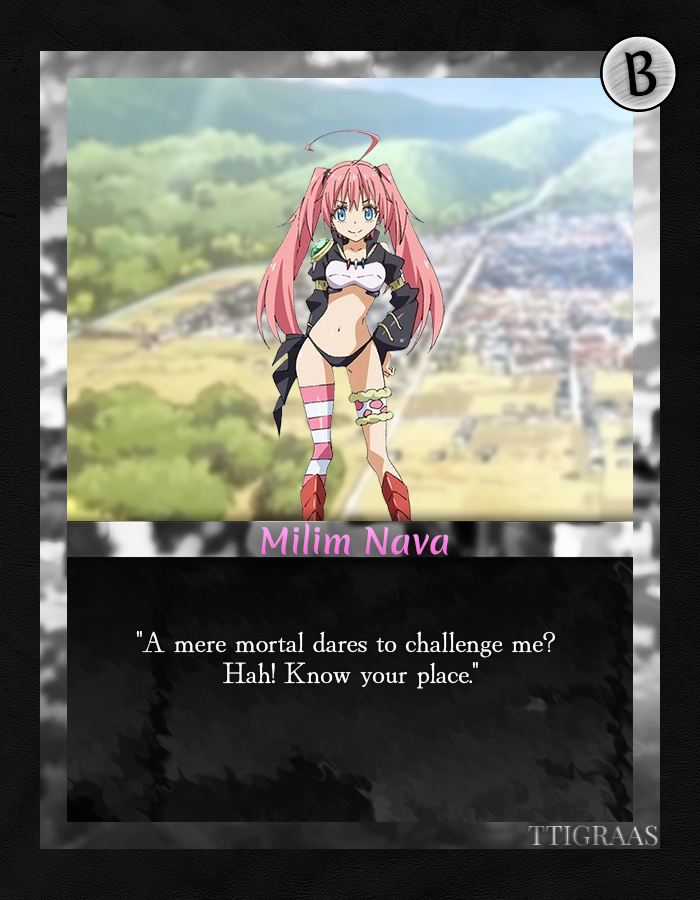 B
Milim Nava
"A mere mortal dares to challenge me?
Hah! Know your place."
TTIGRAAS